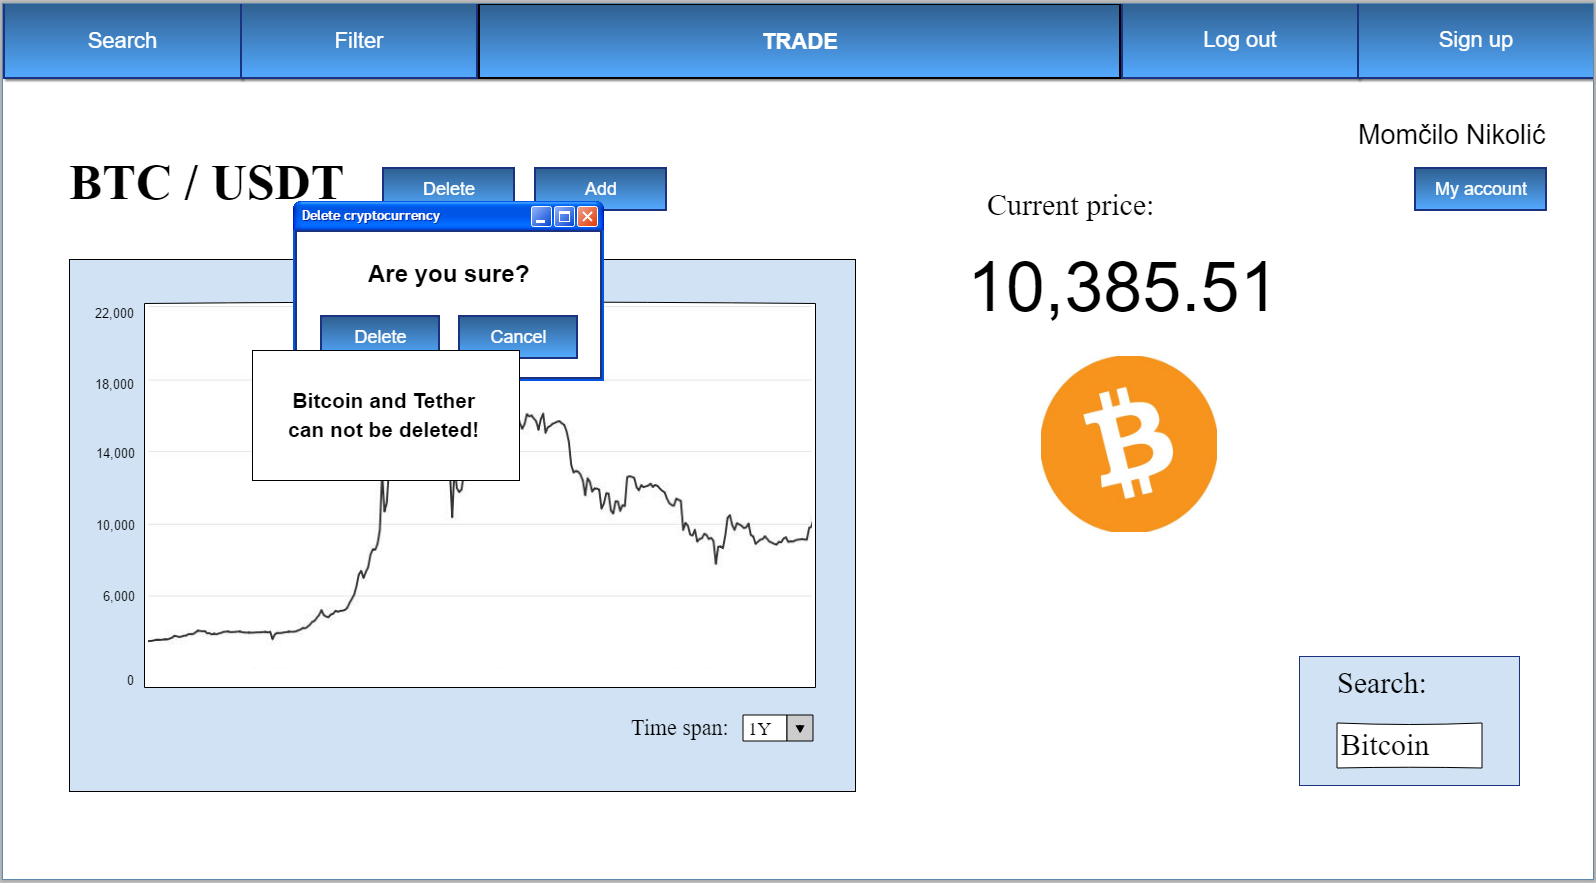 Search
Filter
TRADE
Log out
Sign up
Momčilo Nikolić
BTC / USDT
Delete
Add
My account
Current price:
Delete cryptocurrency
Are you sure?
10,385.51
22,000
Delete
Cancel
18,000
Bitcoin and Tether
can not be deleted!
14,000
10,000
6,000
0
Search:
Time span:
1Y
Bitcoin